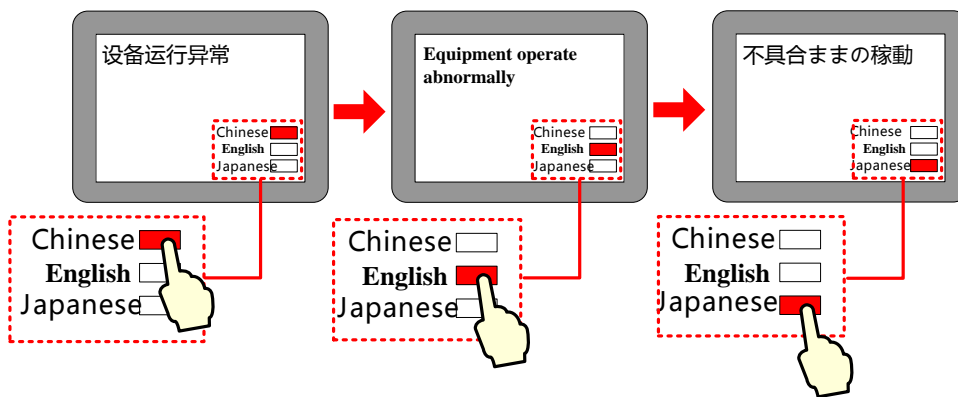 设备运行异常
Chinese
English
Japanese
Equipment operate
abnormally
Chinese
English
Japanese
不具合ままの稼動
Chinese
English
Japanese
Chinese
English
Japanese
Chinese
English
Japanese
Chinese
English
Japanese